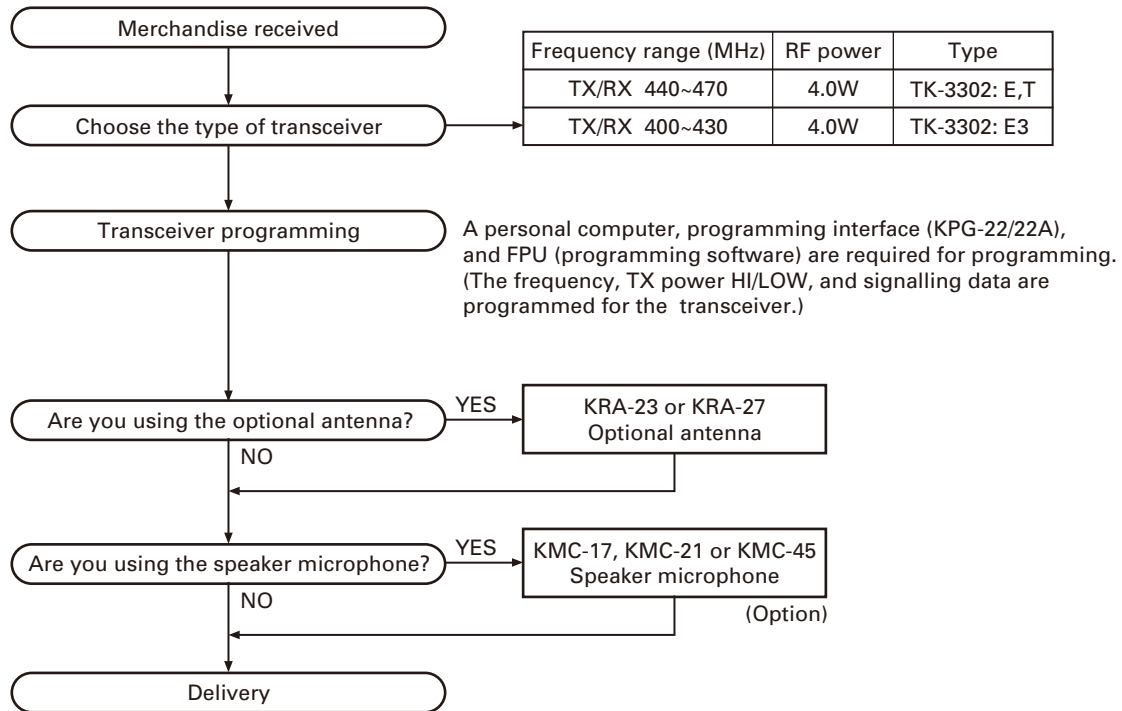 Merchandise received
Frequency range (MHz) RF power Type
TX/RX 440~470 4.0W TK-3302: E,T
TX/RX 400~430 4.0W TK-3302: E3
Choose the type of transceiver
Transceiver programming
A personal computer, programming interface (KPG-22/22A),
and FPU (programming software) are required for programming.
(The frequency, TX power HI/LOW, and signalling data are
programmed for the transceiver.)
Are you using the optional antenna?
YES
KRA-23 or KRA-27
Optional antenna
NO
Are you using the speaker microphone?
YES
KMC-17, KMC-21 or KMC-45
Speaker microphone
(Option)
NO
Delivery